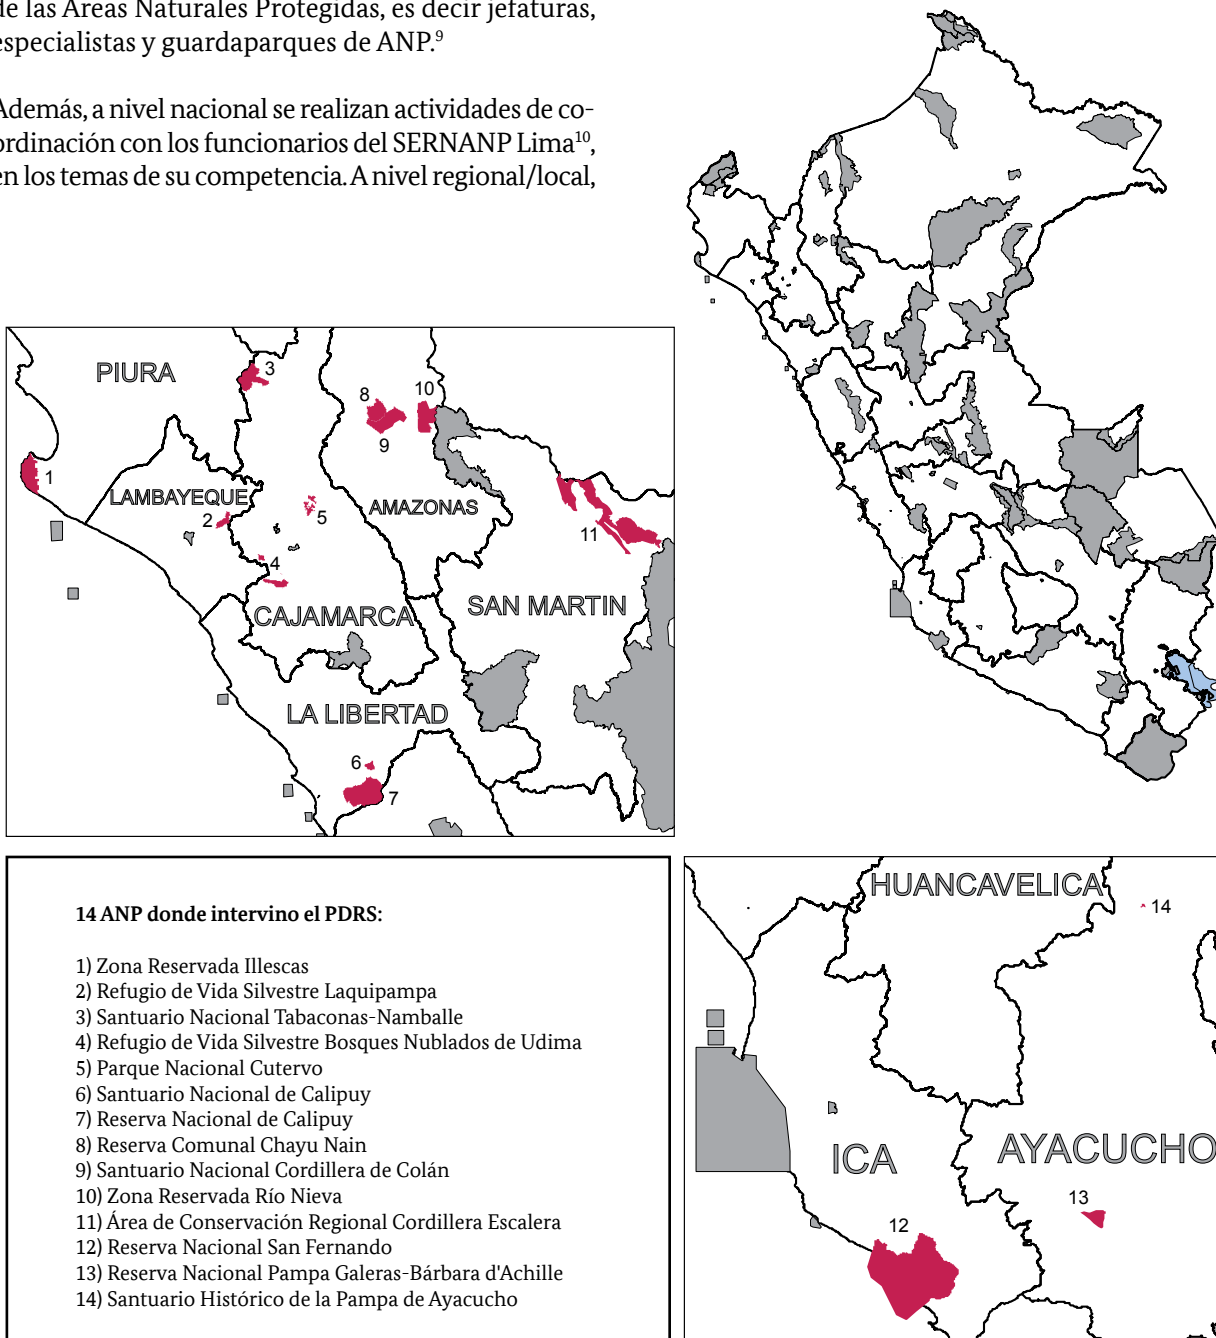 de las Áreas Naturales Protegidas, es decir jefaturas,
especialistas y guardaparques de ANP.⁹
Además, a nivel nacional se realizan actividades de co-
ordinación con los funcionarios del SERNANP Lima¹⁰,
en los temas de su competencia. A nivel regional/local,
PIURA
3
8
10
9
1
LAMBAYEQUE
2
5
AMAZONAS
11
4
CAJAMARCA
SAN MARTIN
LA LIBERTAD
6
7
14 ANP donde intervino el PDRS:
1) Zona Reservada Illescas
2) Refugio de Vida Silvestre Laquipampa
3) Santuario Nacional Tabaconas-Namballe
4) Refugio de Vida Silvestre Bosques Nublados de Udima
5) Parque Nacional Cutervo
6) Santuario Nacional de Calipuy
7) Reserva Nacional de Calipuy
8) Reserva Comunal Chayu Nain
9) Santuario Nacional Cordillera de Colán
10) Zona Reservada Río Nieva
11) Área de Conservación Regional Cordillera Escalera
12) Reserva Nacional San Fernando
13) Reserva Nacional Pampa Galeras-Bárbara d'Achille
14) Santuario Histórico de la Pampa de Ayacucho
HUANCAVELICA
14
ICA
AYACUCHO
13
12